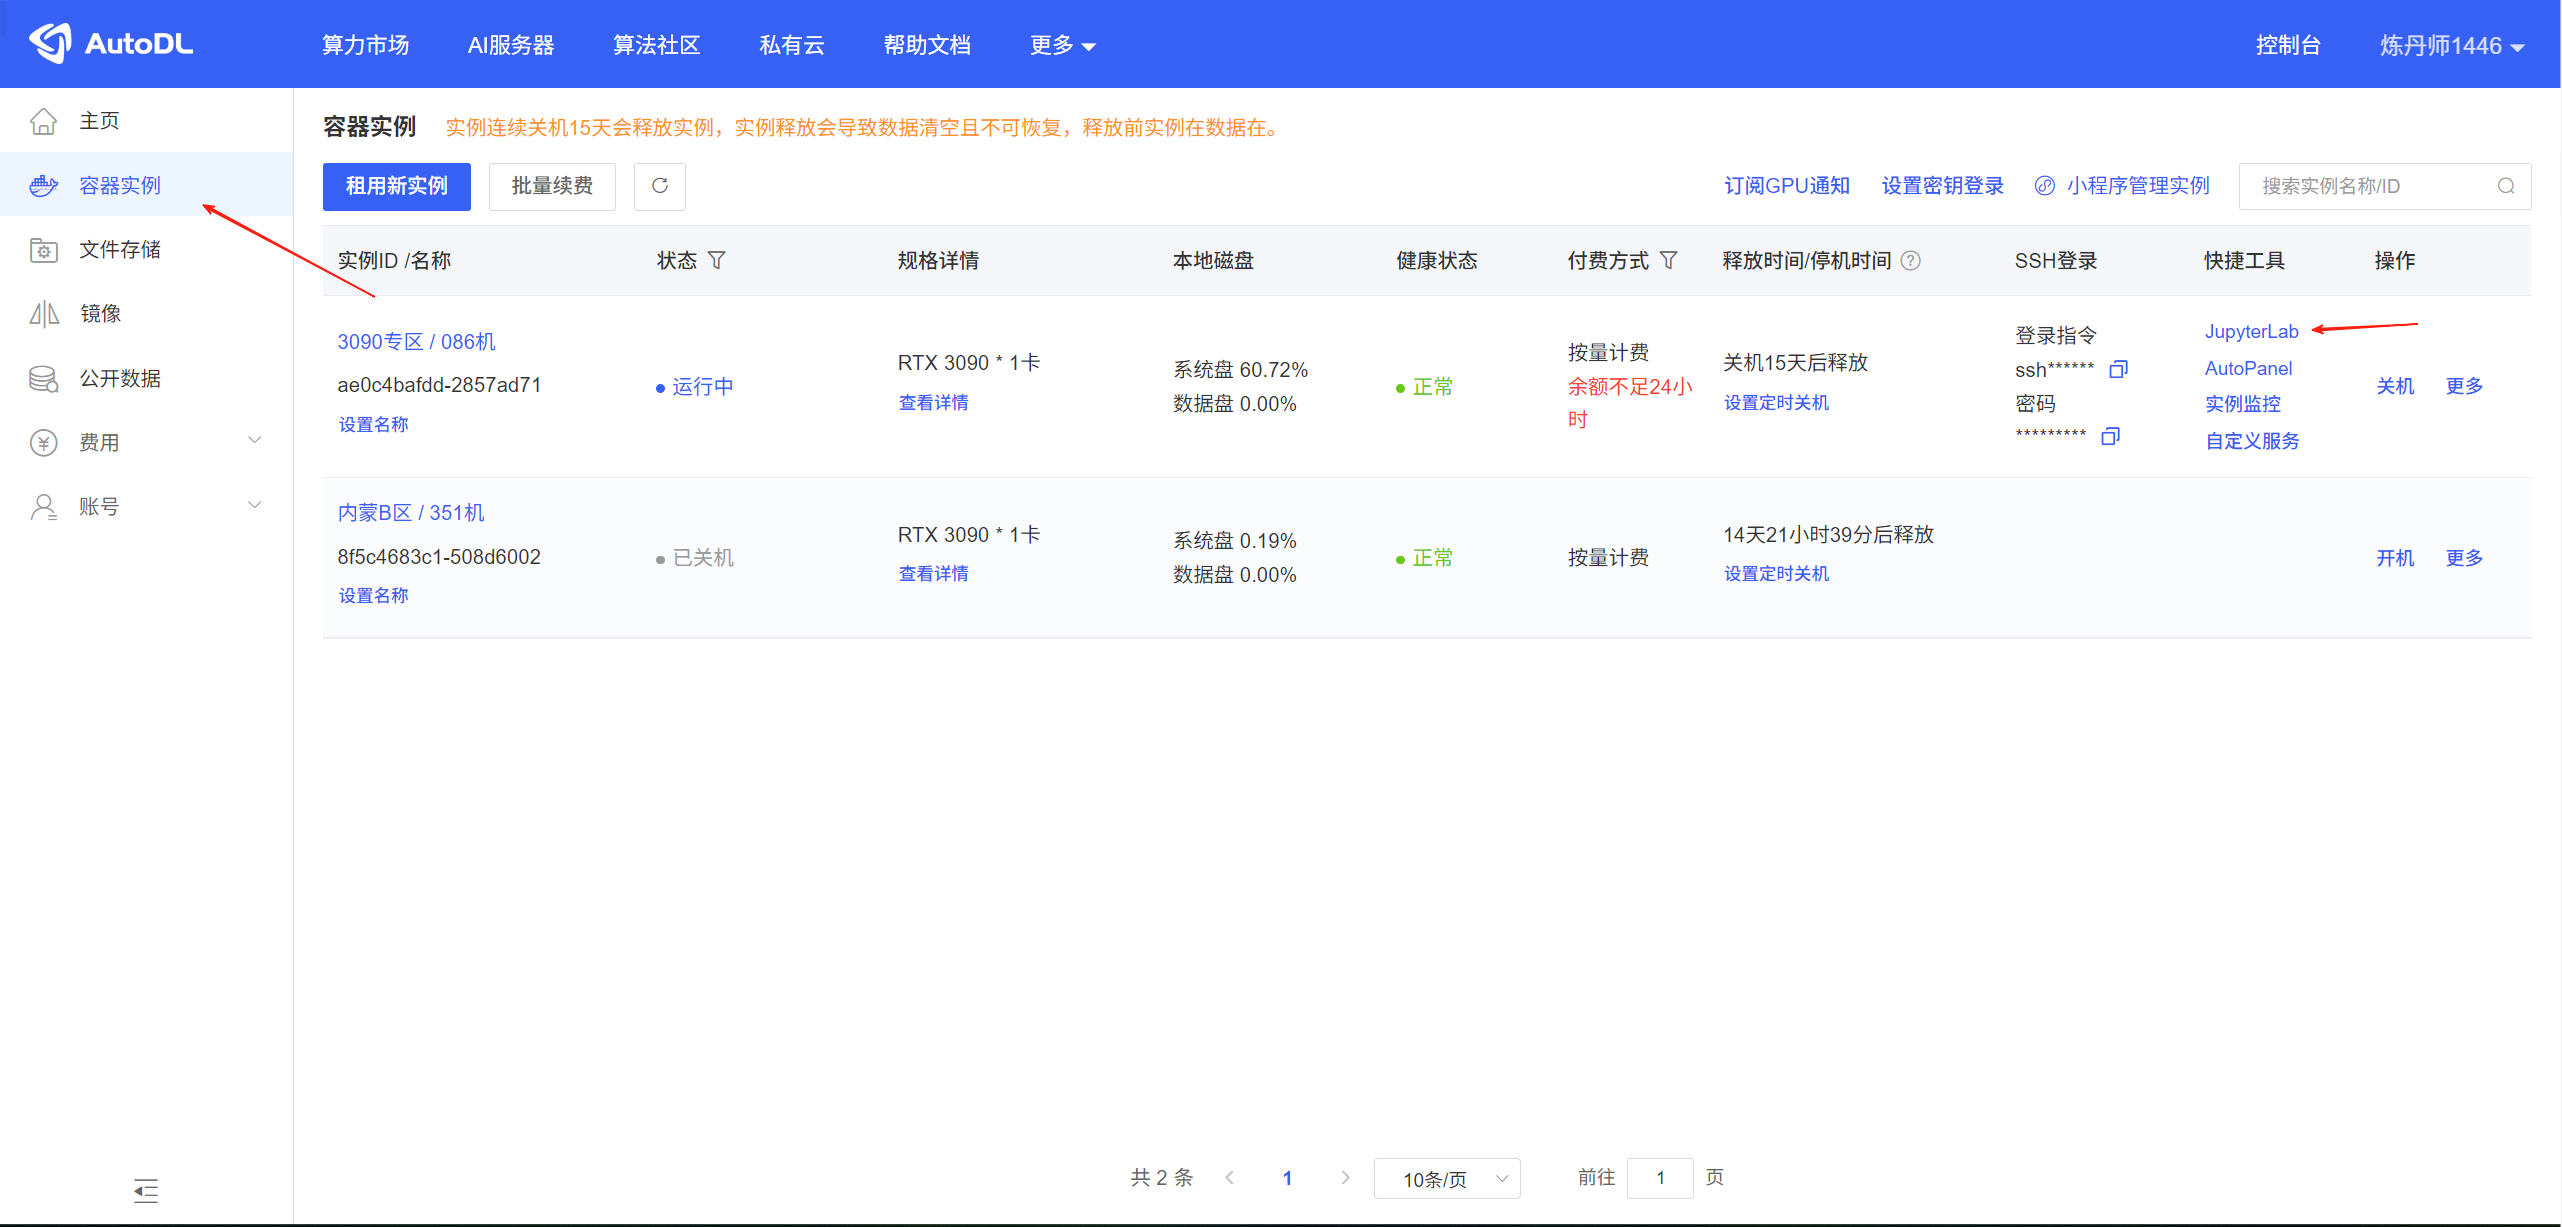 AutoDL
算力市场 AI服务器 算法社区 私有云 帮助文档 更多 控制台 炼丹师1446
主页
容器实例
文件存储
镜像
公开数据
费用
账号
容器实例 实例连续关机15天会释放实例，实例释放会导致数据清空且不可恢复，释放前实例在数据在。
租用新实例 批量续费 订阅GPU通知 设置密钥登录 小程序管理实例 搜索实例名称/ID
实例ID /名称 状态 规格详情 本地磁盘 健康状态 付费方式 释放时间/停机时间 SSH登录 快捷工具 操作
3090专区 / 086机
ae0c4bafdd-2857ad71
设置名称
运行中
RTX 3090 * 1卡
查看详情
系统盘 60.72%
数据盘 0.00%
正常
按量计费
余额不足24小
时
关机15天后释放
设置定时关机
登录指令
ssh******
密码
*********
JupyterLab
AutoPanel
实例监控
自定义服务
关机 更多
内蒙B区 / 351机
8f5c4683c1-508d6002
设置名称
已关机
RTX 3090 * 1卡
查看详情
系统盘 0.19%
数据盘 0.00%
正常
按量计费
14天21小时39分后释放
设置定时关机
开机 更多
共 2 条 1 10条/页 前往 1 页